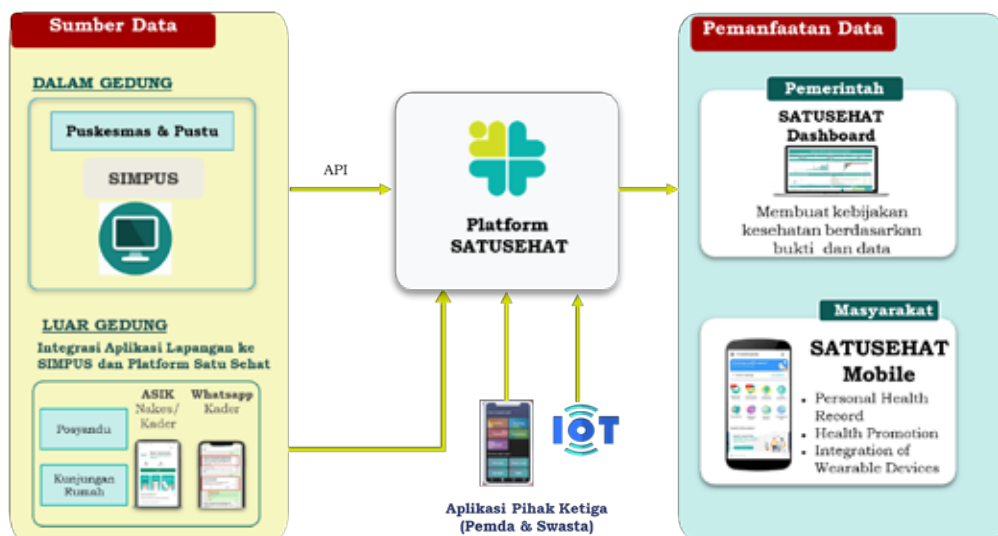 Sumber Data
DALAM GEDUNG
Puskesmas & Pustu
SIMPUS
LUAR GEDUNG
Integrasi Aplikasi Lapangan ke
SIMPUS dan Platform Satu Sehat
Posyandu
Kunjungan
Rumah
ASIK
Nakes/
Kader
Whatsapp
Kader
API
Platform
SATUSEHAT
IOT
Aplikasi Pihak Ketiga
(Pemda & Swasta)
Pemanfaatan Data
Pemerintah
SATUSEHAT
Dashboard
Membuat kebijakan
kesehatan berdasarkan
bukti dan data
Masyarakat
SATUSEHAT
Mobile
• Personal Health
Record
• Health Promotion
• Integration of
Wearable Devices